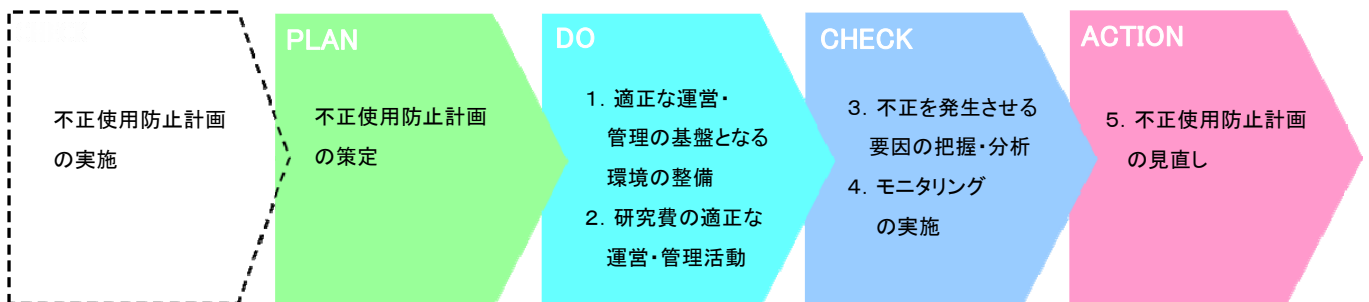 不正使用防止計画
の実施
PLAN
不正使用防止計画
の策定
DO
1. 適正な運営・
管理の基盤となる
環境の整備
2. 研究費の適正な
運営・管理活動
CHECK
3. 不正を発生させる
要因の把握・分析
4. モニタリング
の実施
ACTION
5. 不正使用防止計画
の見直し